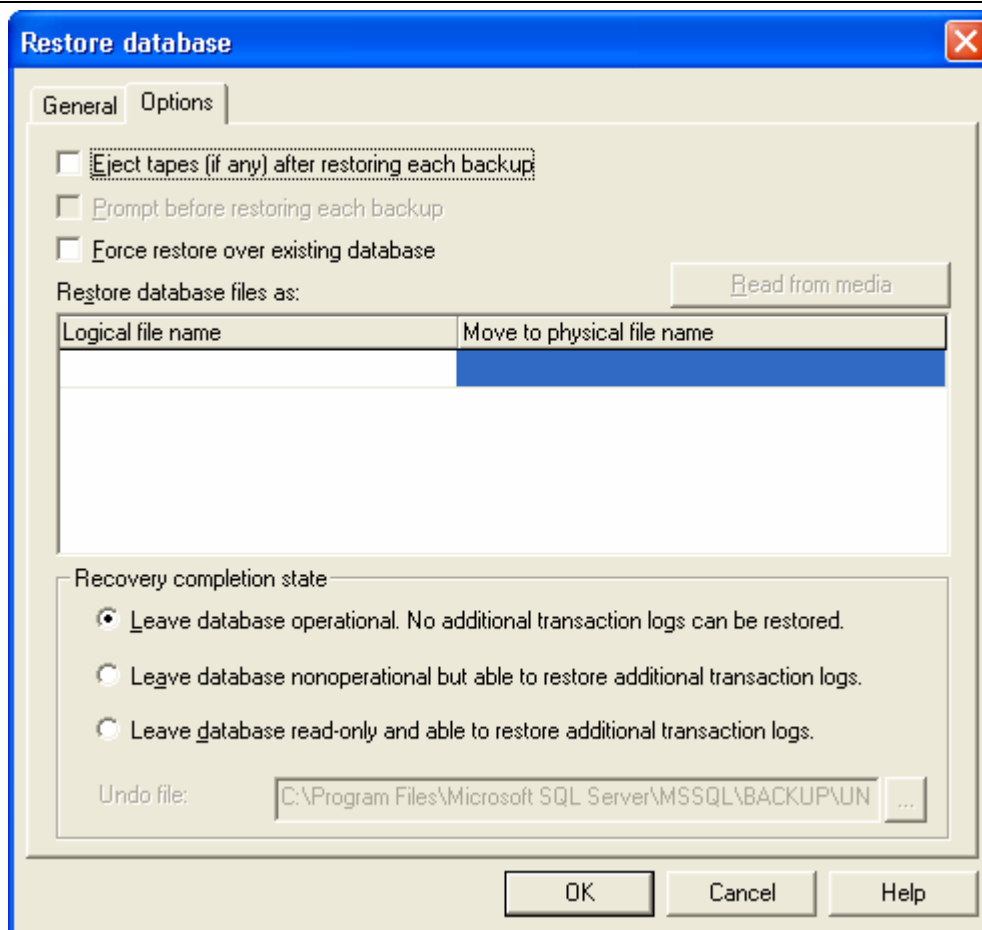 Restore database
General Options
Eject tapes (if any) after restoring each backup
Prompt before restoring each backup
Force restore over existing database
Read from media
Restore database files as:
Logical file name Move to physical file name
Recovery completion state
Leave database operational. No additional transaction logs can be restored.
Leave database nonoperational but able to restore additional transaction logs.
Leave database read-only and able to restore additional transaction logs.
Undo file: C:\Program Files\Microsoft SQL Server\MSSQL\BACKUP\UN ...
OK Cancel Help